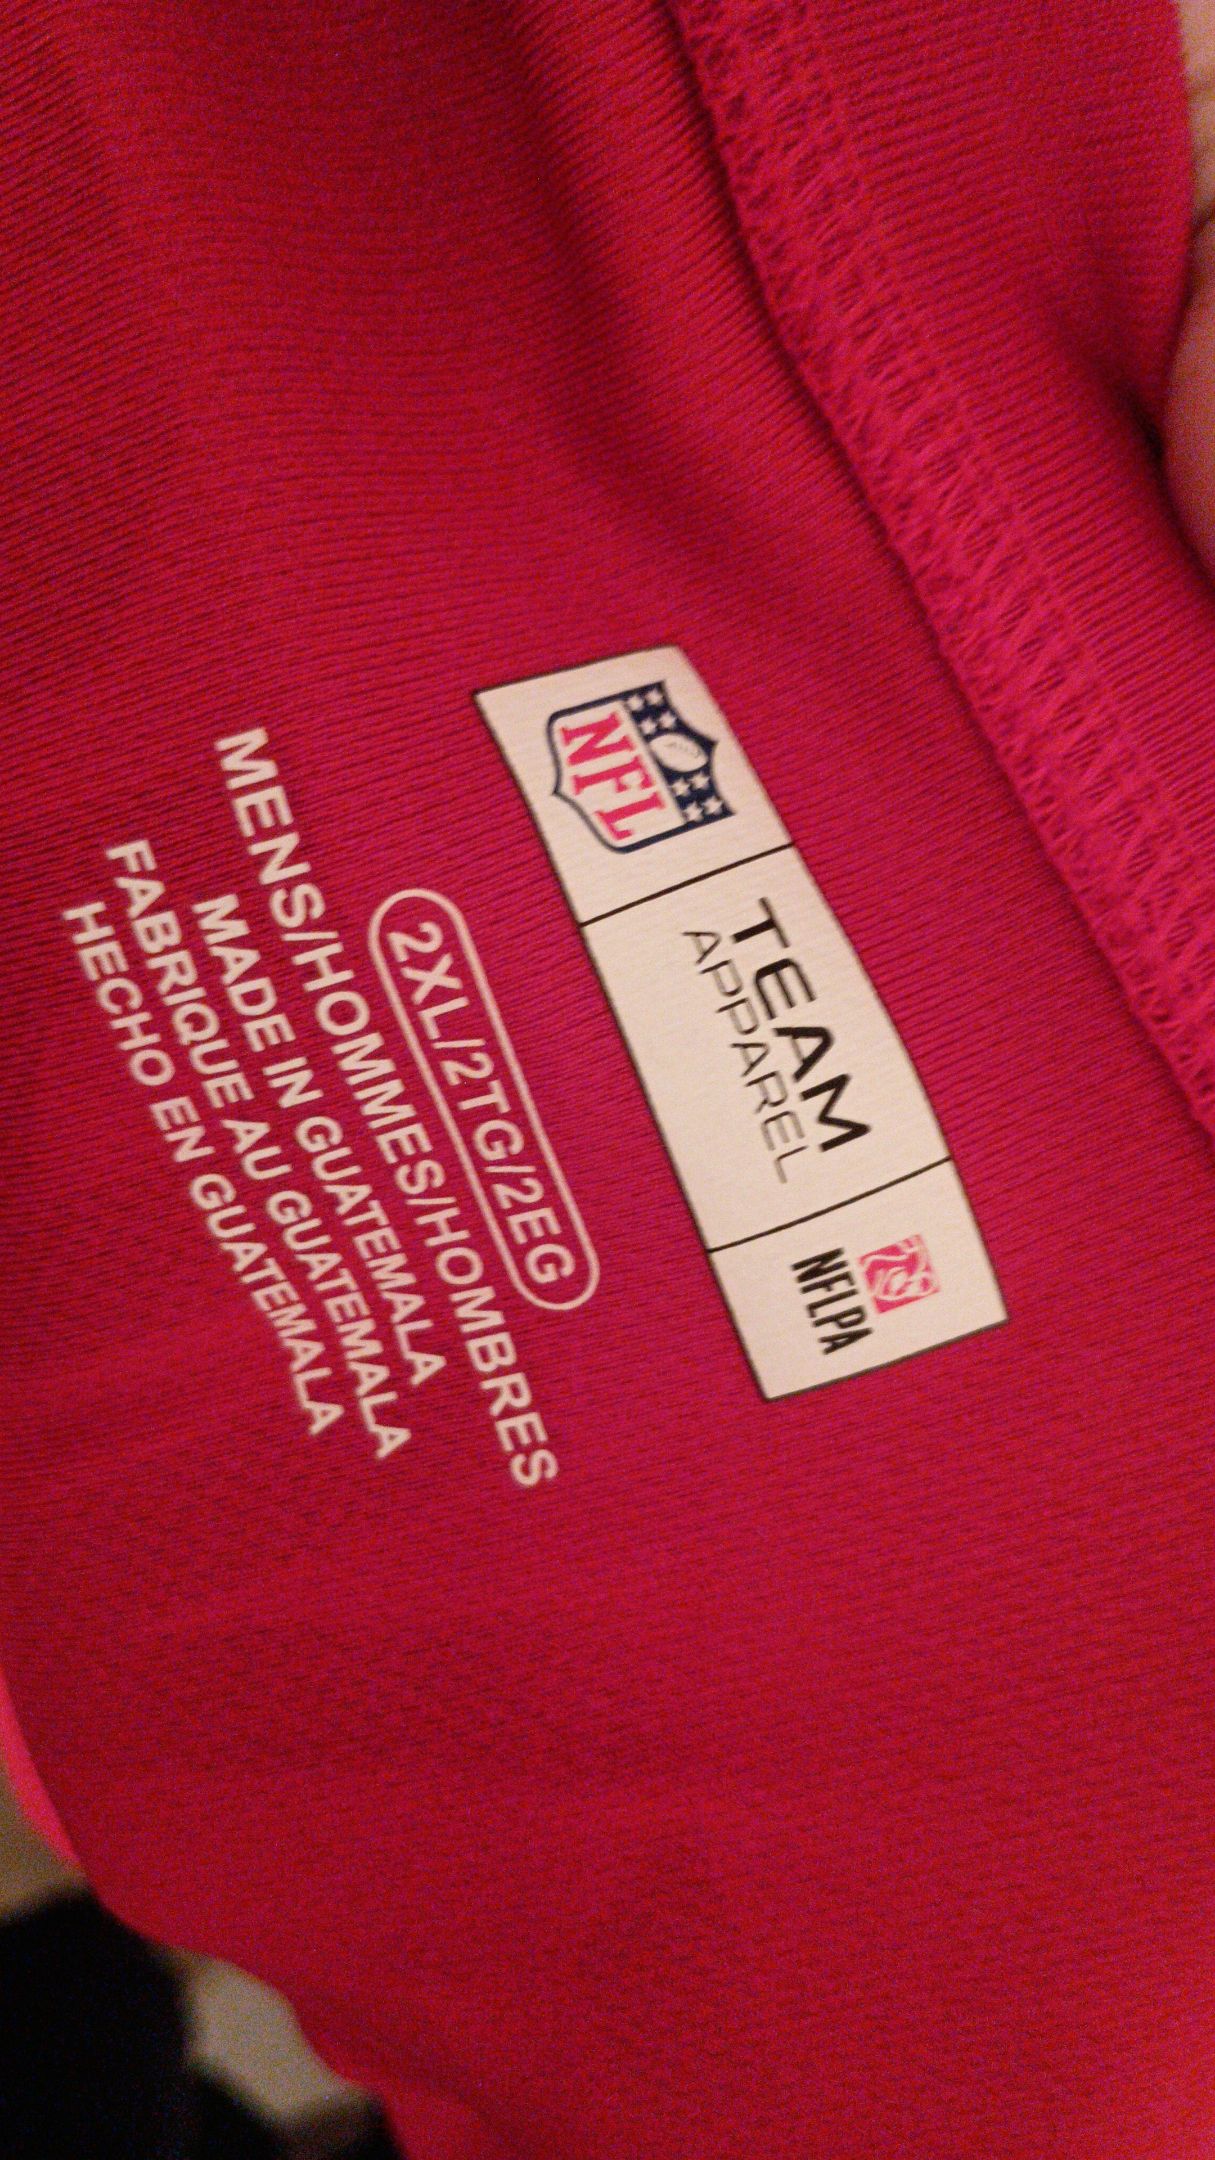 NFL
TEAM
APPAREL
NFLPA
2XL/2TG/2EG
MENS/HOMMES/HOMBRES
MADE IN GUATEMALA
FABRIQUE AU GUATEMALA
HECHO EN GUATEMALA